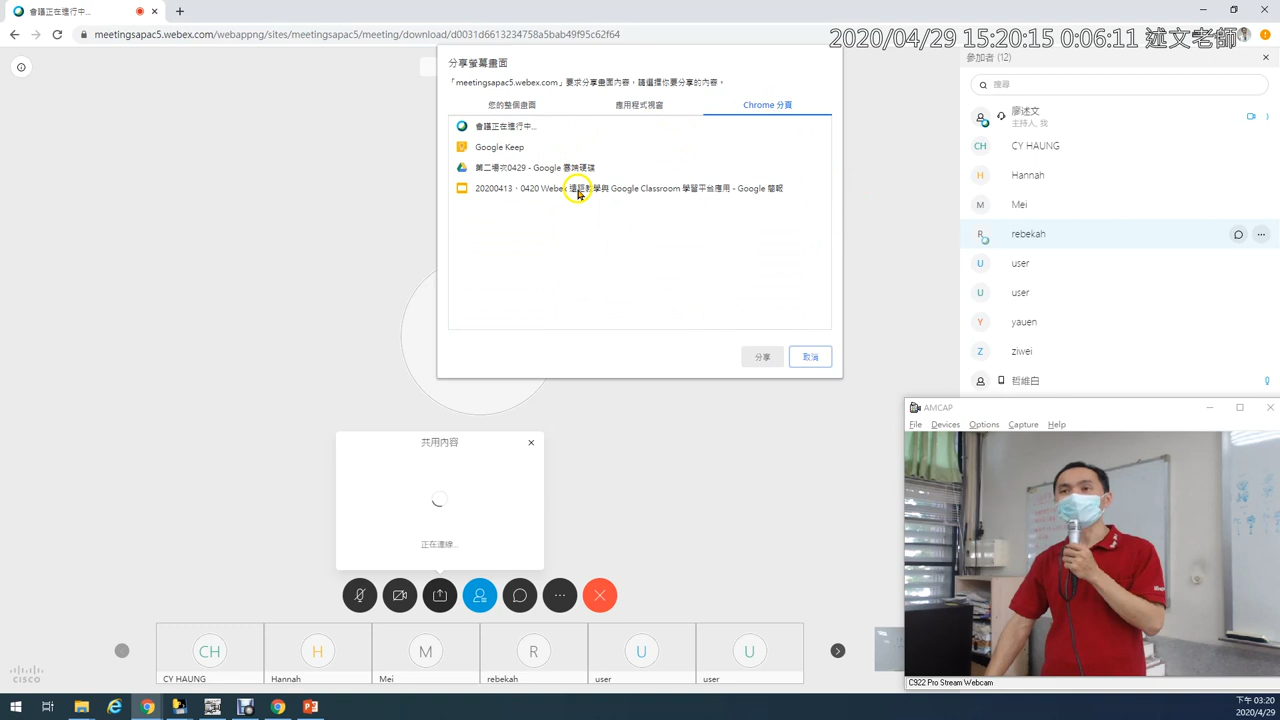 會議正在進行中...
meetingsapac5.webex.com/webappng/sites/meetingsapac5/meeting/download/d0031d6613234758a5bab49f95c62f64
2020/04/29 15:20:15 0:06:11 述文老師
分享螢幕畫面
「meetingsapac5.webex.com」要求分享畫面內容，請選擇你要分享的內容。
您的整個畫面
應用程式視窗
Chrome 分頁
會議正在進行中...
Google Keep
第二場次0429 - Google 雲端硬碟
20200413、0420 Webex 遠距教學與 Google Classroom 學習平台應用 - Google 簡報
分享
取消
參加者 (12)
搜尋
廖述文
主持人, 我
CH CY HAUNG
H Hannah
M Mei
R rebekah
U user
U user
Y yauen
Z ziwei
哲維白
共用內容
正在連線...
CH
CY HAUNG
H
Hannah
M
Mei
R
rebekah
U
user
U
user
CISCO
AMCAP
File Devices Options Capture Help
C922 Pro Stream Webcam
下午 03:20
2020/4/29